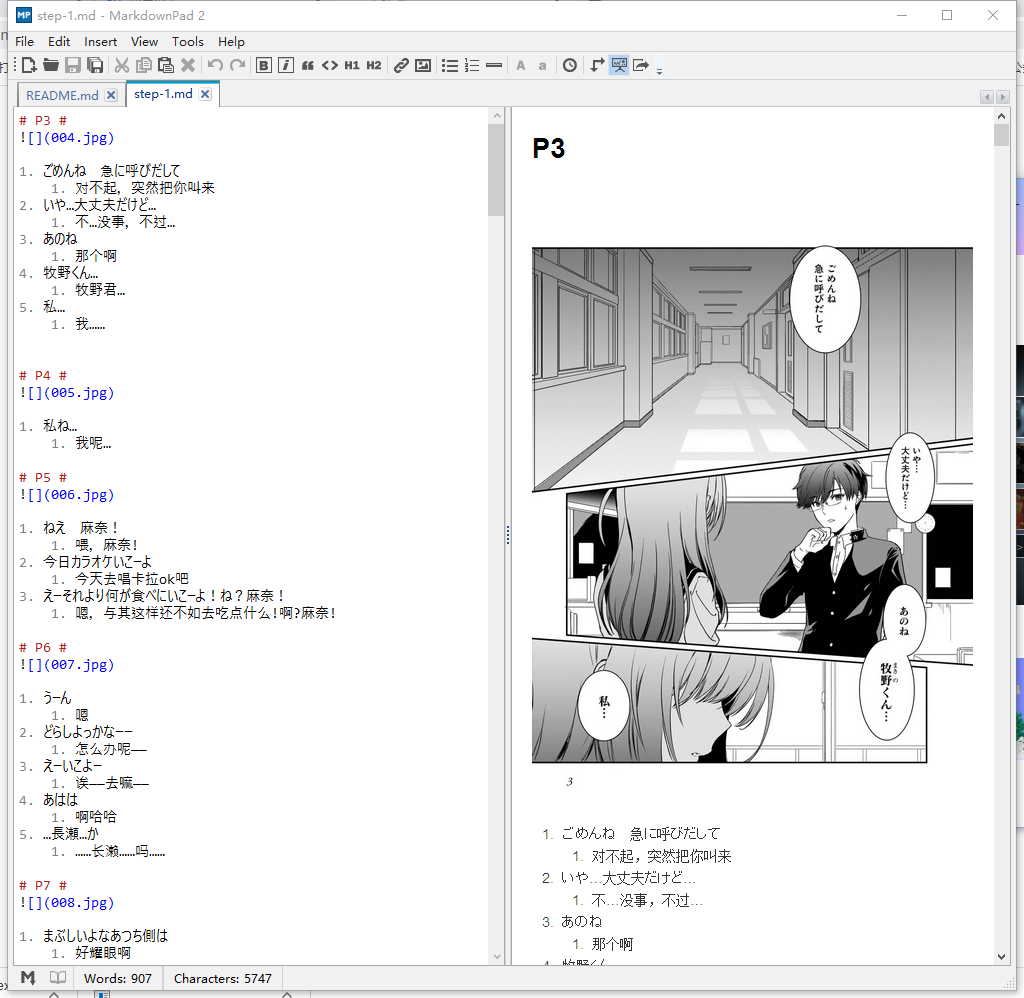 step-1.md - MarkdownPad 2
File Edit Insert View Tools Help
B i H1 H2 A a
README.md step-1.md
# P3 #
![](004.jpg)
1. ごめんね　急に呼びだして
1. 对不起，突然把你叫来
2. いや…大丈夫だけど…
1. 不…没事，不过…
3. あのね
1. 那个啊
4. 牧野くん…
1. 牧野君…
5. 私…
1. 我……
# P4 #
![](005.jpg)
1. 私ね…
1. 我呢…
# P5 #
![](006.jpg)
1. ねえ　麻奈！
1. 喂，麻奈!
2. 今日カラオケいこーよ
1. 今天去唱卡拉ok吧
3. えーそれより何が食べにいこーよ！ね？麻奈！
1. 嗯，与其这样还不如去吃点什么!啊?麻奈!
# P6 #
![](007.jpg)
1. うーん
1. 嗯
2. どらしよっかなーー
1. 怎么办呢——
3. えーいこよー
1. 诶——去嘛——
4. あはは
1. 啊哈哈
5. …長瀬…か
1. ……长濑……吗……
# P7 #
![](008.jpg)
1. まぶしいよなあつち側は
1. 好耀眼啊
P3
ごめんね
急に呼びだして
いや…
大丈夫だけど…
あのね
牧野くん…
まきの
私…
3
1. ごめんね　急に呼びだして
1. 对不起，突然把你叫来
2. いや…大丈夫だけど…
1. 不…没事，不过…
3. あのね
1. 那个啊
4. 牧野くん
Words: 907 Characters: 5747